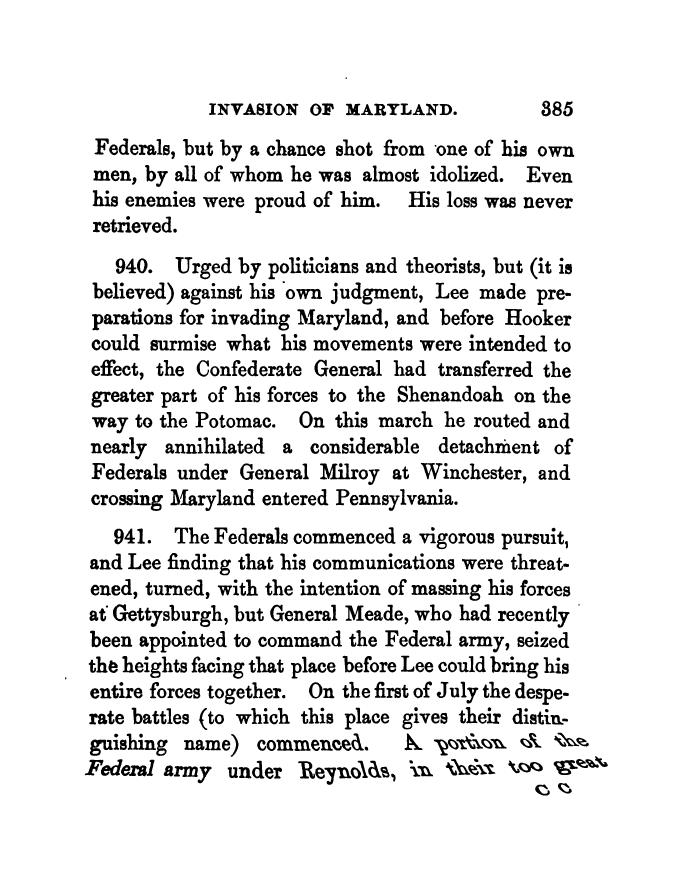 INVASION OF MARYLAND. 385
Federals, but by a chance shot from one of his own
men, by all of whom he was almost idolized. Even
his enemies were proud of him. His loss was never
retrieved.
940. Urged by politicians and theorists, but (it is
believed) against his own judgment, Lee made pre-
parations for invading Maryland, and before Hooker
could surmise what his movements were intended to
effect, the Confederate General had transferred the
greater part of his forces to the Shenandoah on the
way to the Potomac. On this march he routed and
nearly annihilated a considerable detachment of
Federals under General Milroy at Winchester, and
crossing Maryland entered Pennsylvania.
941. The Federals commenced a vigorous pursuit,
and Lee finding that his communications were threat-
ened, turned, with the intention of massing his forces
at Gettysburgh, but General Meade, who had recently
been appointed to command the Federal army, seized
the heights facing that place before Lee could bring his
entire forces together. On the first of July the despe-
rate battles (to which this place gives their distin-
guishing name) commenced. A portion of the
Federal army under Reynolds, in their too great
C C